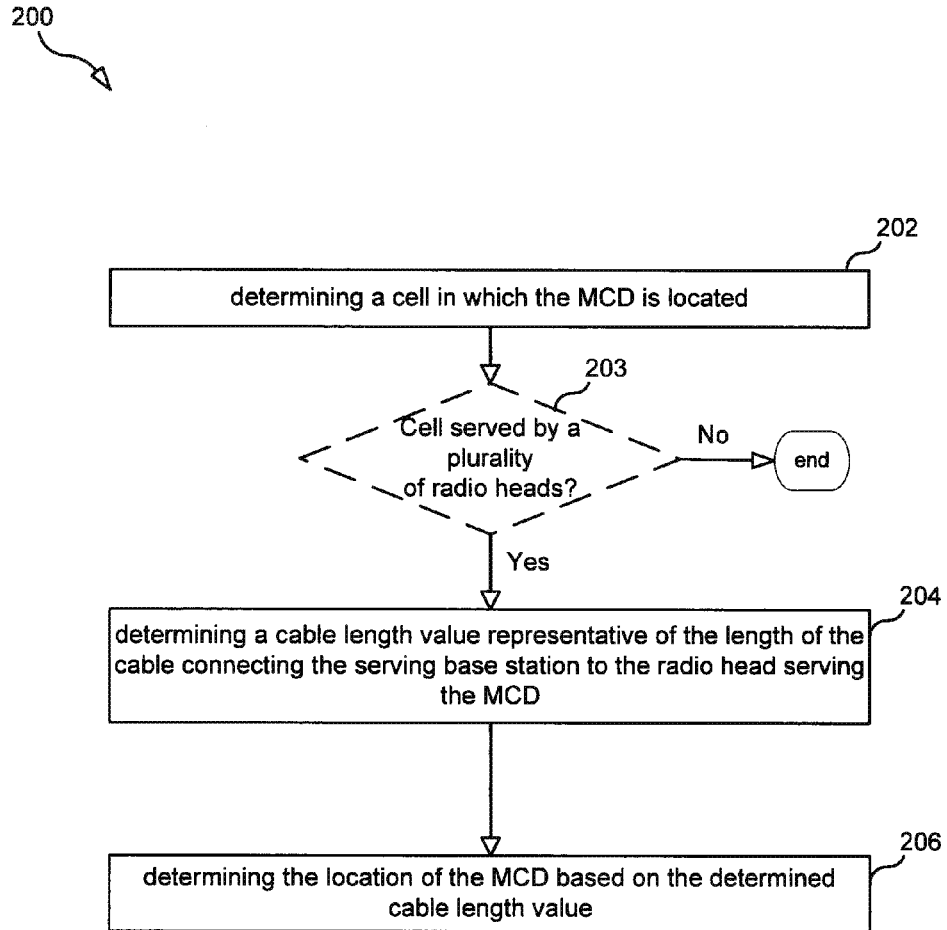 200
202
determining a cell in which the MCD is located
203
Cell served by a
plurality
of radio heads?
No
end
Yes
204
determining a cable length value representative of the length of the
cable connecting the serving base station to the radio head serving
the MCD
206
determining the location of the MCD based on the determined
cable length value